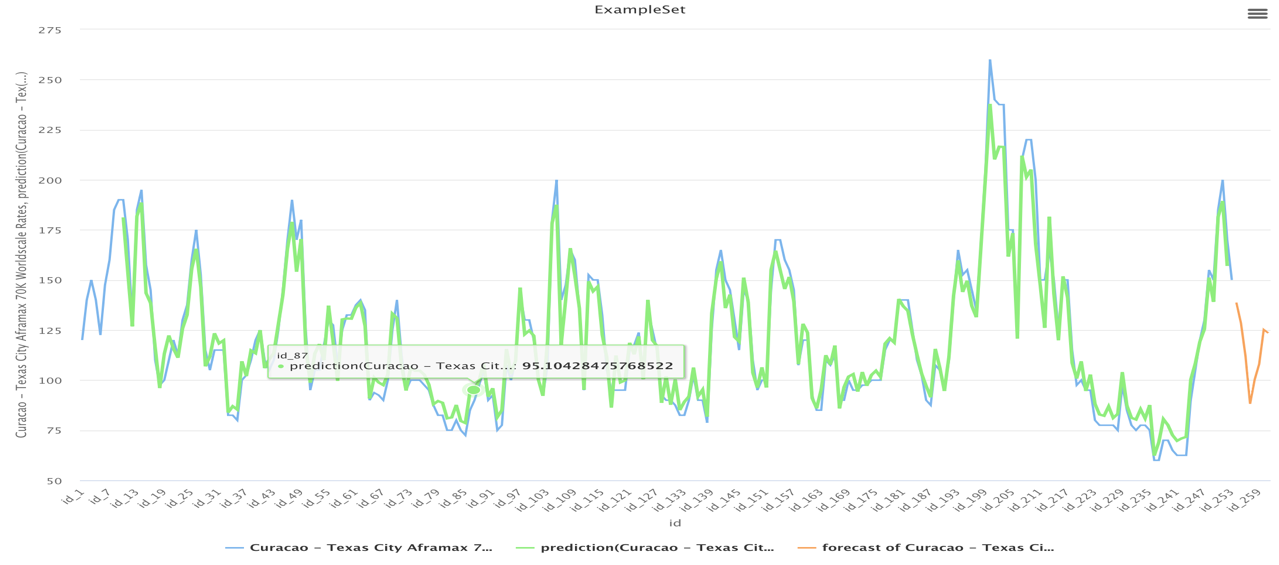 ExampleSet
Curacao – Texas City Aframax 70K Worldscale Rates, prediction(Curacao – Tex(...)
275
250
225
200
175
150
125
100
75
50
id_87
prediction(Curacao – Texas Cit...: 95.10428475768522
id_1 id_7 id_13 id_19 id_25 id_31 id_37 id_43 id_49 id_55 id_61 id_67 id_73 id_79 id_85 id_91 id_97 id_103 id_109 id_115 id_121 id_127 id_133 id_139 id_145 id_151 id_157 id_163 id_169 id_175 id_181 id_187 id_193 id_199 id_205 id_211 id_217 id_223 id_229 id_235 id_241 id_247 id_253 id_259
id
Curacao – Texas City Aframax 7... prediction(Curacao – Texas Cit... forecast of Curacao – Texas Ci...